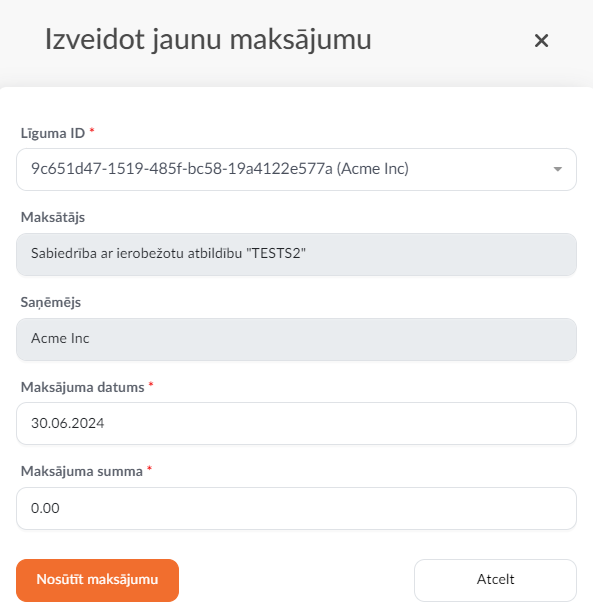 Izveidot jaunu maksājumu
Līguma ID *
9c651d47-1519-485f-bc58-19a4122e577a (Acme Inc)
Maksātājs
Sabiedrība ar ierobežotu atbildību "TESTS2"
Saņēmējs
Acme Inc
Maksājuma datums *
30.06.2024
Maksājuma summa *
0.00
Nosūtīt maksājumu
Atcelt